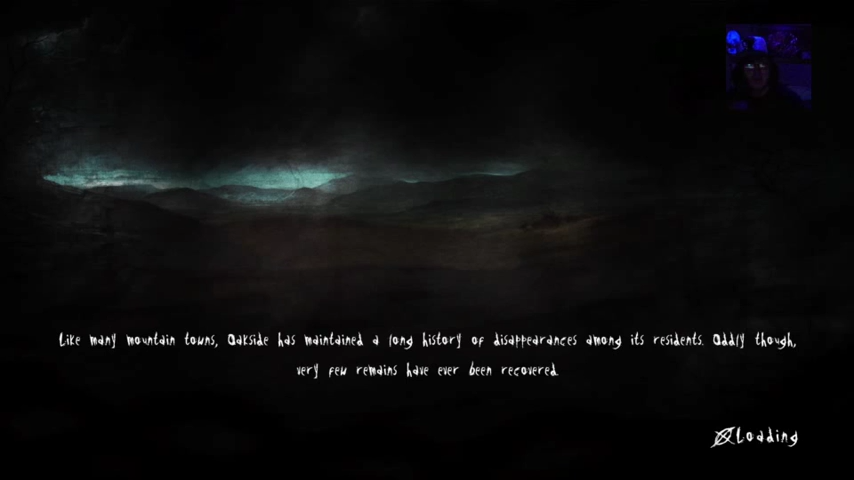 Like many mountain towns, Oakside has maintained a long history of disappearances among its residents. Oddly though,
very few remains have ever been recovered.
Loading